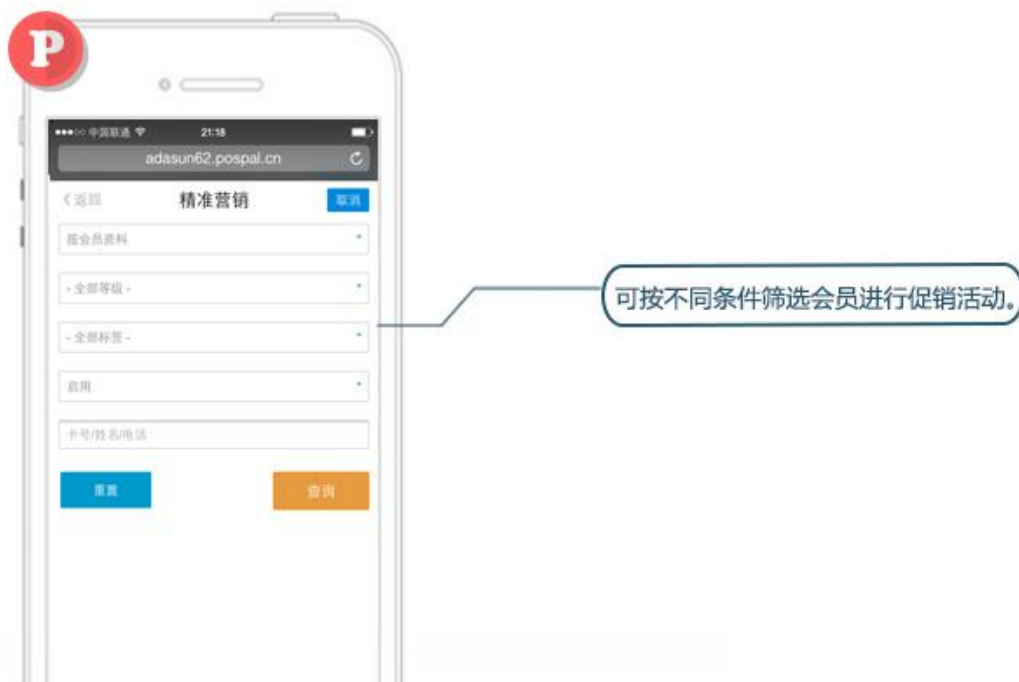 P
中国联通 21:18
adasun62.pospal.cn
返回 精准营销 取消
按会员资料
- 全部等级 -
- 全部标签 -
启用
卡号/姓名/电话
重置 查询
可按不同条件筛选会员进行促销活动。